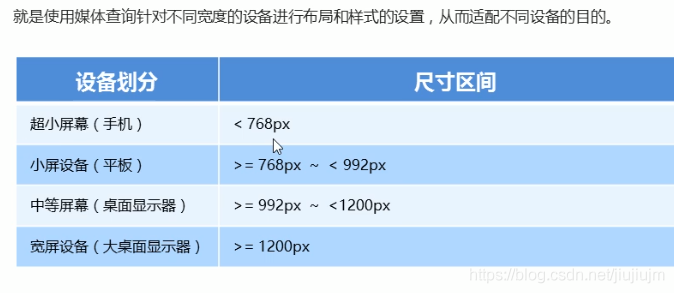 就是使用媒体查询针对不同宽度的设备进行布局和样式的设置，从而适配不同设备的目的。
设备划分 尺寸区间
超小屏幕（手机） < 768px
小屏设备（平板） >= 768px ~ < 992px
中等屏幕（桌面显示器） >= 992px ~ <1200px
宽屏设备（大桌面显示器） >= 1200px
https://blog.csdn.net/jiujiujm